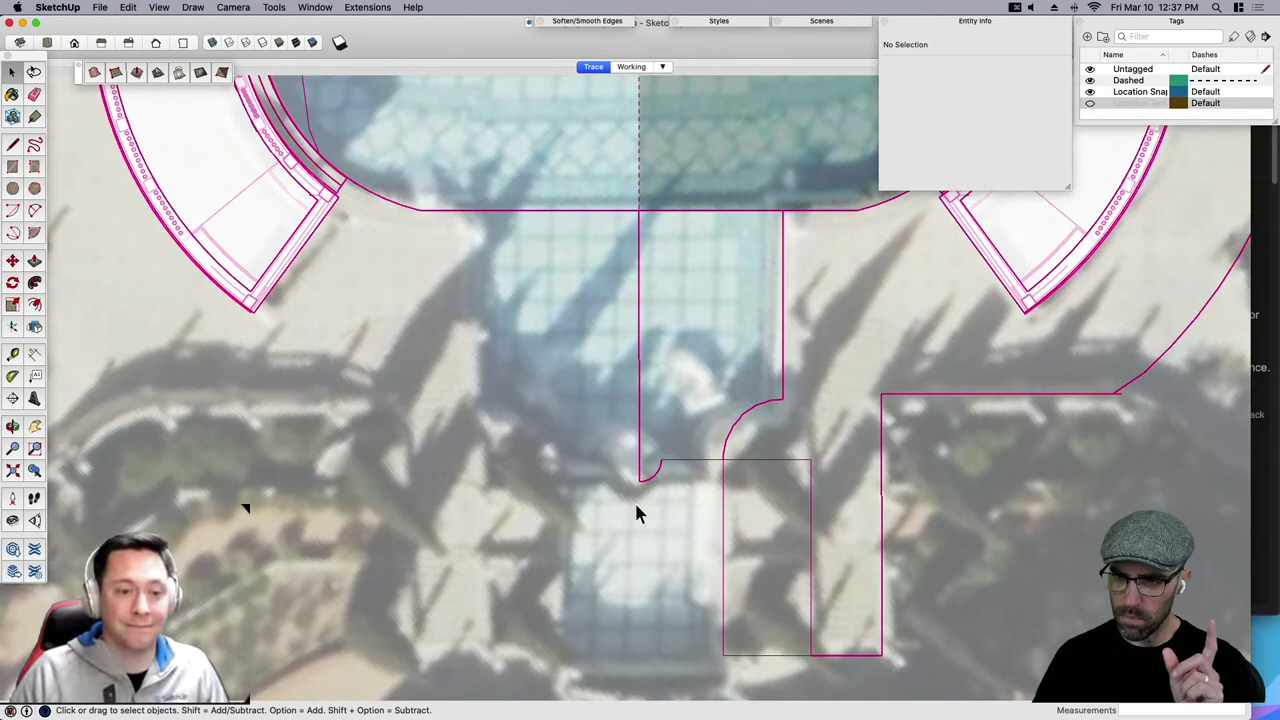 SketchUp File Edit View Draw Camera Tools Window Extensions Help
Fri Mar 10 12:37 PM
Soften/Smooth Edges
Styles
Scenes
Entity Info
Tags
No Selection
Filter
Name Dashes
Trace Working
Untagged Default
Dashed
Location Snap Default
Default
A1
Click or drag to select objects. Shift = Add/Subtract. Option = Add. Shift + Option = Subtract.
Measurements